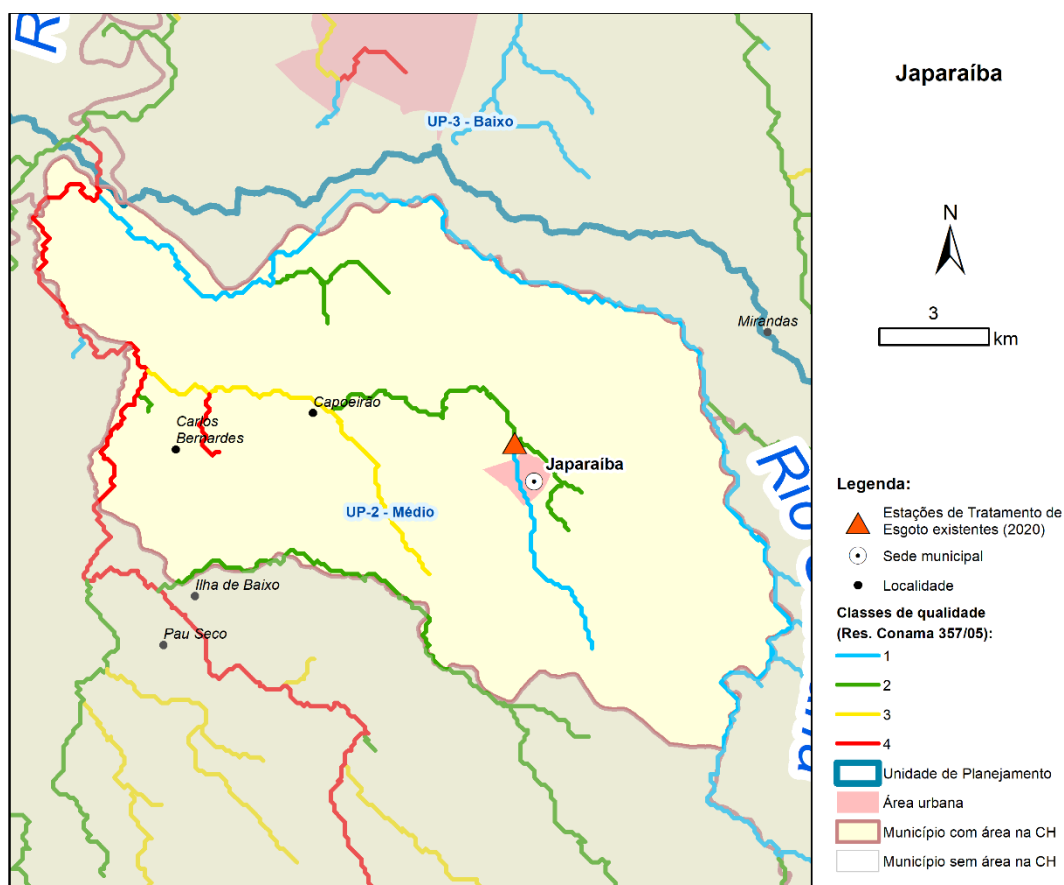 R
UP-3 - Baixo
Mirandas
Capoeirão
Carlos
Bernardes
Japaraíba
UP-2 - Médio
Ilha de Baixo
Pau Seco
Rio
Japaraíba
N
3
km
Legenda:
Estações de Tratamento de
Esgoto existentes (2020)
Sede municipal
Localidade
Classes de qualidade
(Res. Conama 357/05):
1
2
3
4
Unidade de Planejamento
Área urbana
Município com área na CH
Município sem área na CH